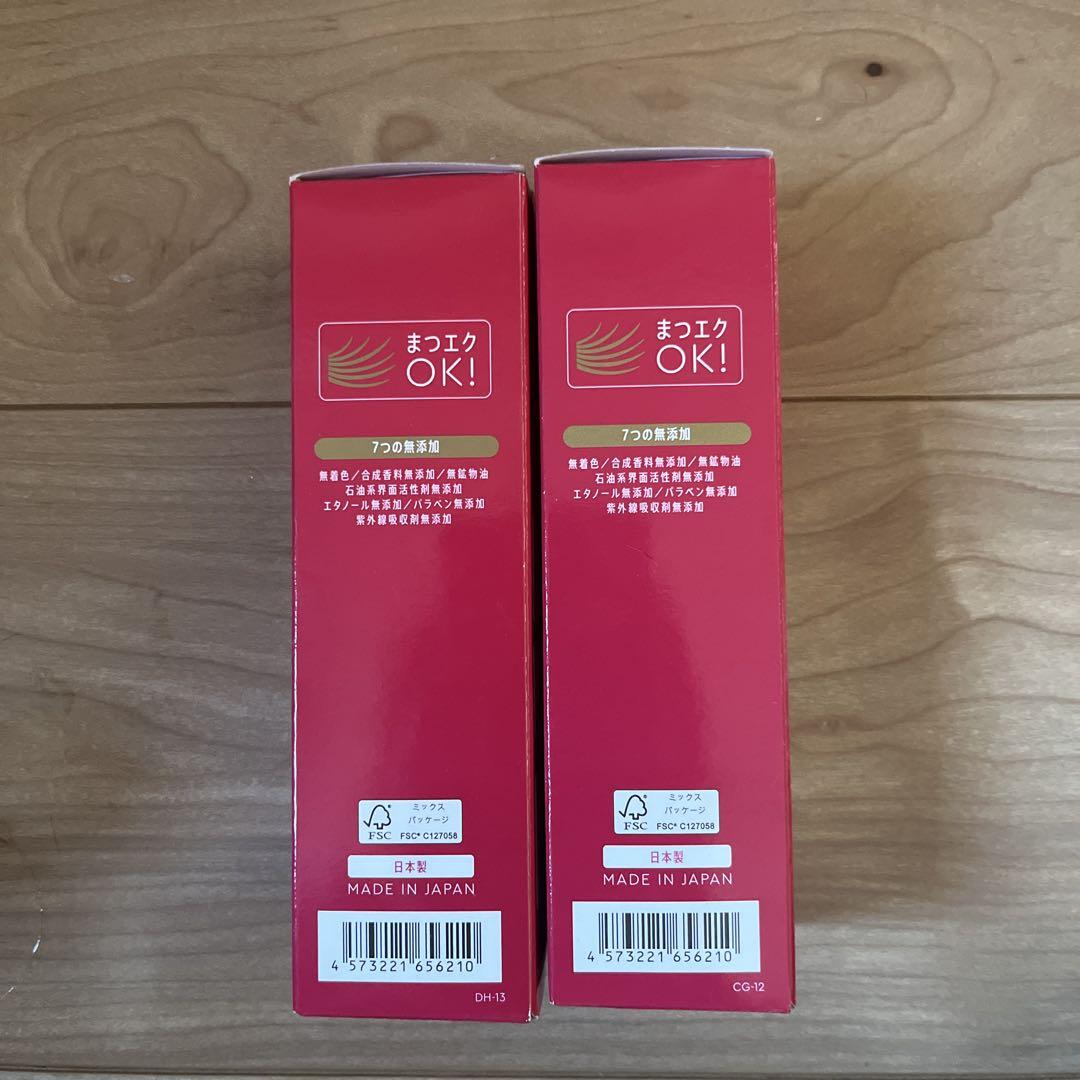 まつエク
OK!
7つの無添加
無着色/合成香料無添加/無鉱物油
石油系界面活性剤無添加
エタノール無添加/パラベン無添加
紫外線吸収剤無添加
ミックス
パッケージ
FSC
FSC® C127058
日本製
MADE IN JAPAN
4 573221 656210
DH-13
まつエク
OK!
7つの無添加
無着色/合成香料無添加/無鉱物油
石油系界面活性剤無添加
エタノール無添加/パラベン無添加
紫外線吸収剤無添加
ミックス
パッケージ
FSC
FSC® C127058
日本製
MADE IN JAPAN
4 573221 656210
CG-12